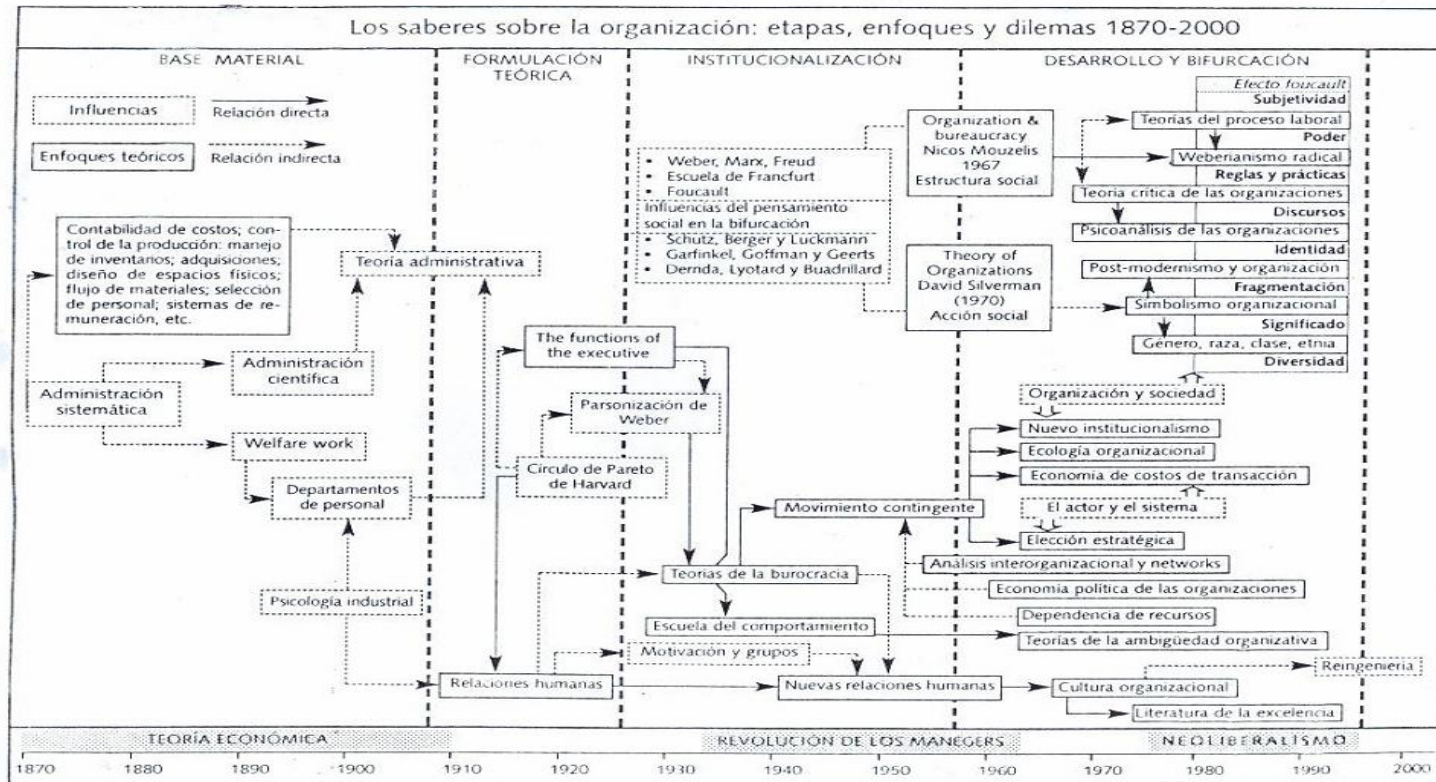 Los saberes sobre la organización: etapas, enfoques y dilemas 1870-2000
BASE MATERIAL
FORMULACIÓN
TEÓRICA
INSTITUCIONALIZACIÓN
DESARROLLO Y BIFURCACIÓN
Influencias
Relación directa
Enfoques teóricos
Relación indirecta
Contabilidad de costos; con-
trol de la producción: manejo
de inventarios; adquisiciones;
diseño de espacios físicos;
flujo de materiales; selección
de personal; sistemas de re-
muneración, etc.
Teoría administrativa
Administración
sistemática
Administración
científica
Welfare work
Departamentos
de personal
Psicología industrial
The functions of
the executive
Parsonización de
Weber
Círculo de Pareto
de Harvard
Relaciones humanas
• Weber, Marx, Freud
• Escuela de Francfurt
• Foucault
Influencias del pensamiento
social en la bifurcación
• Schutz, Berger y Luckmann
• Garfinkel, Goffman y Geerts
• Dernda, Lyotard y Buadrillard
Organization &
bureaucracy
Nicos Mouzelis
1967
Estructura social
Theory of
Organizations
David Silverman
(1970)
Acción social
Movimiento contingente
Teorías de la burocracia
Escuela del comportamiento
Motivación y grupos
Nuevas relaciones humanas
Efecto foucault
Subjetividad
Teorías del proceso laboral
Poder
Weberianismo radical
Reglas y prácticas
Teoría crítica de las organizaciones
Discursos
Psicoanálisis de las organizaciones
Identidad
Post-modernismo y organización
Fragmentación
Simbolismo organizacional
Significado
Género, raza, clase, etnia
Diversidad
Organización y sociedad
Nuevo institucionalismo
Ecología organizacional
Economía de costos de transacción
El actor y el sistema
Elección estratégica
Análisis interorganizacional y networks
Economía política de las organizaciones
Dependencia de recursos
Teorías de la ambigüedad organizativa
Reingeniería
Cultura organizacional
Literatura de la excelencia
TEORÍA ECONÓMICA
REVOLUCIÓN DE LOS MANEGERS
NEOLIBERALISMO
1870 1880 1890 1900 1910 1920 1930 1940 1950 1960 1970 1980 1990 2000